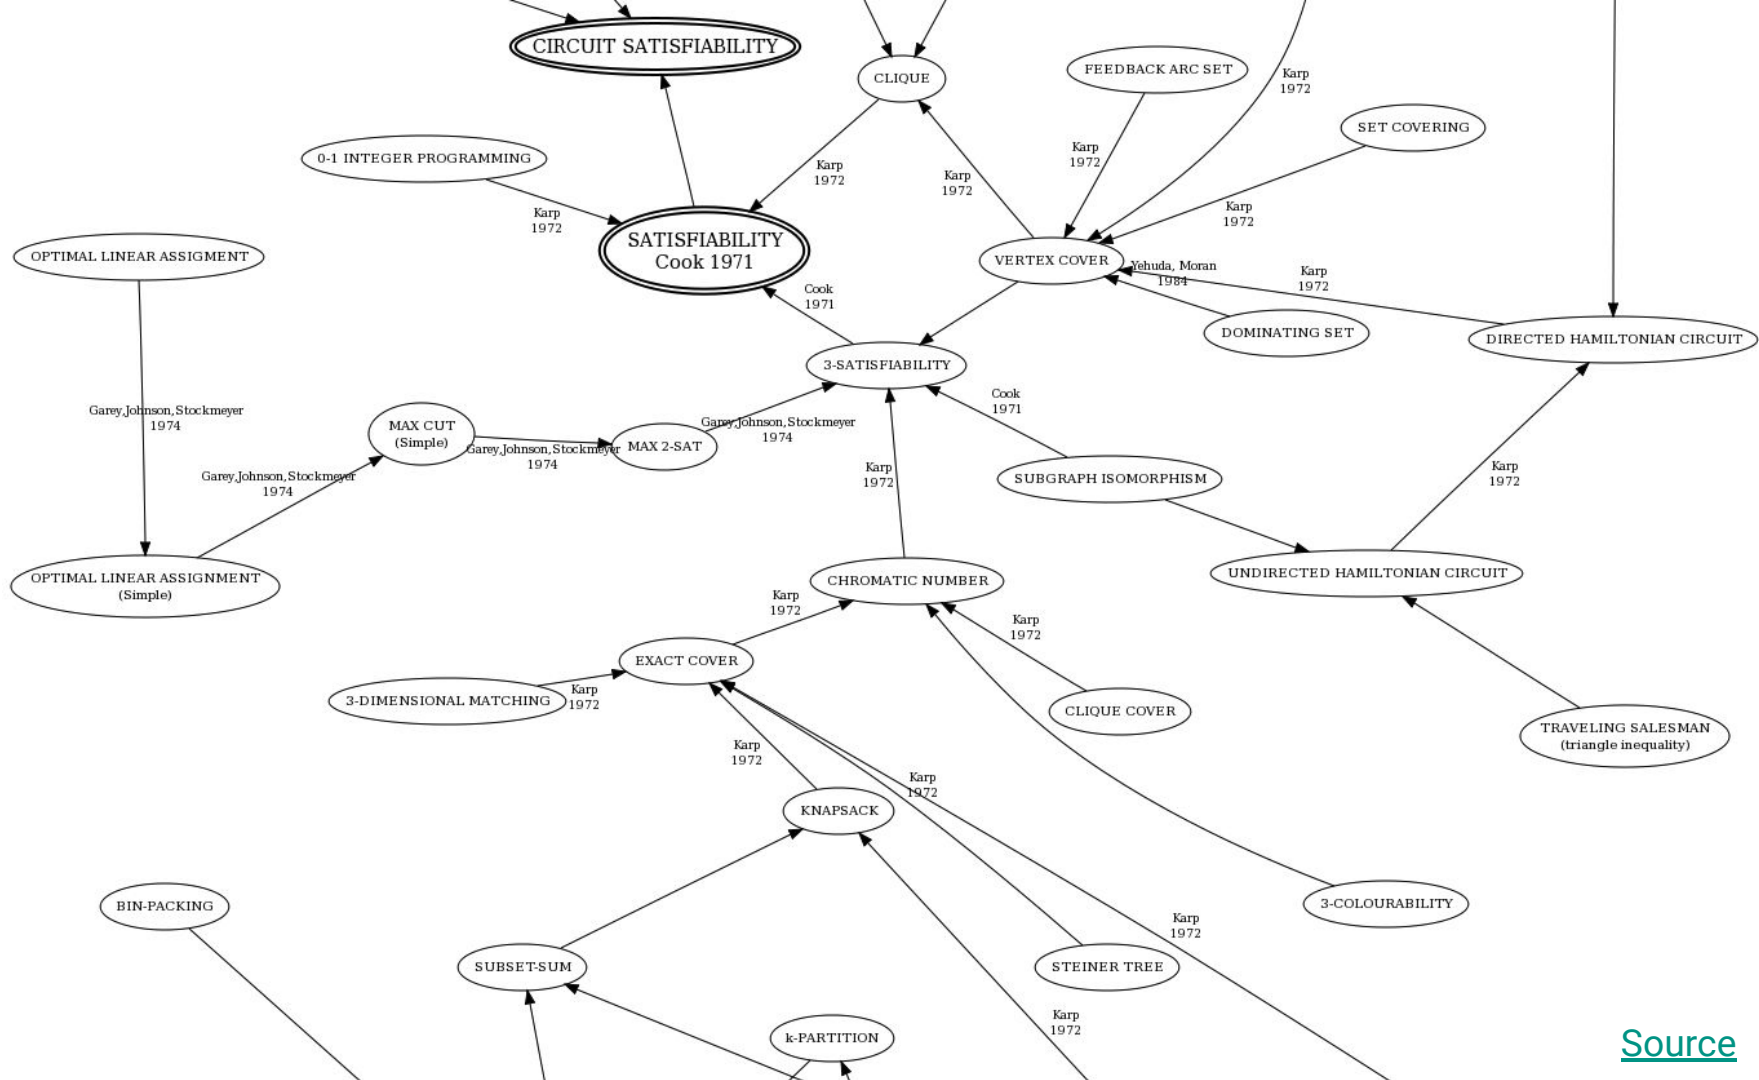 CIRCUIT SATISFIABILITY
CLIQUE
FEEDBACK ARC SET
Karp
1972
SET COVERING
0-1 INTEGER PROGRAMMING
Karp
1972
Karp
1972
Karp
1972
Karp
1972
Karp
1972
SATISFIABILITY
Cook 1971
OPTIMAL LINEAR ASSIGMENT
VERTEX COVER
Yehuda, Moran
1984
Karp
1972
Cook
1971
DOMINATING SET
DIRECTED HAMILTONIAN CIRCUIT
3-SATISFIABILITY
Garey,Johnson,Stockmeyer
1974
MAX CUT
(Simple)
Garey,Johnson,Stockmeyer
1974
MAX 2-SAT
Garey,Johnson,Stockmeyer
1974
Cook
1971
Garey,Johnson,Stockmeyer
1974
Karp
1972
SUBGRAPH ISOMORPHISM
Karp
1972
OPTIMAL LINEAR ASSIGNMENT
(Simple)
CHROMATIC NUMBER
UNDIRECTED HAMILTONIAN CIRCUIT
Karp
1972
Karp
1972
EXACT COVER
3-DIMENSIONAL MATCHING
Karp
1972
CLIQUE COVER
TRAVELING SALESMAN
(triangle inequality)
Karp
1972
Karp
1972
KNAPSACK
BIN-PACKING
3-COLOURABILITY
Karp
1972
SUBSET-SUM
STEINER TREE
Karp
1972
k-PARTITION
Source